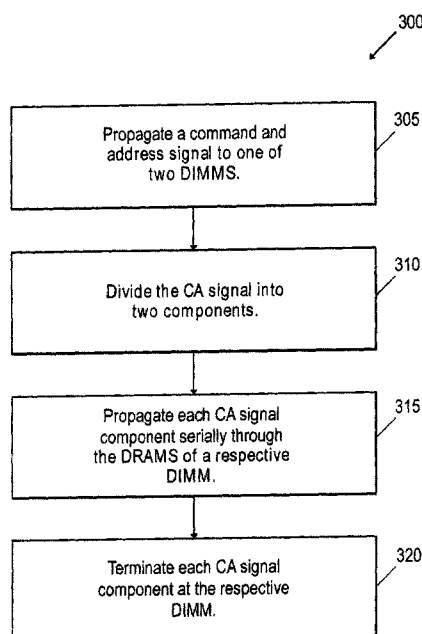 300
Propagate a command and
address signal to one of
two DIMMS.
305
Divide the CA signal into
two components.
310
Propagate each CA signal
component serially through
the DRAMS of a respective
DIMM.
315
Terminate each CA signal
component at the respective
DIMM.
320